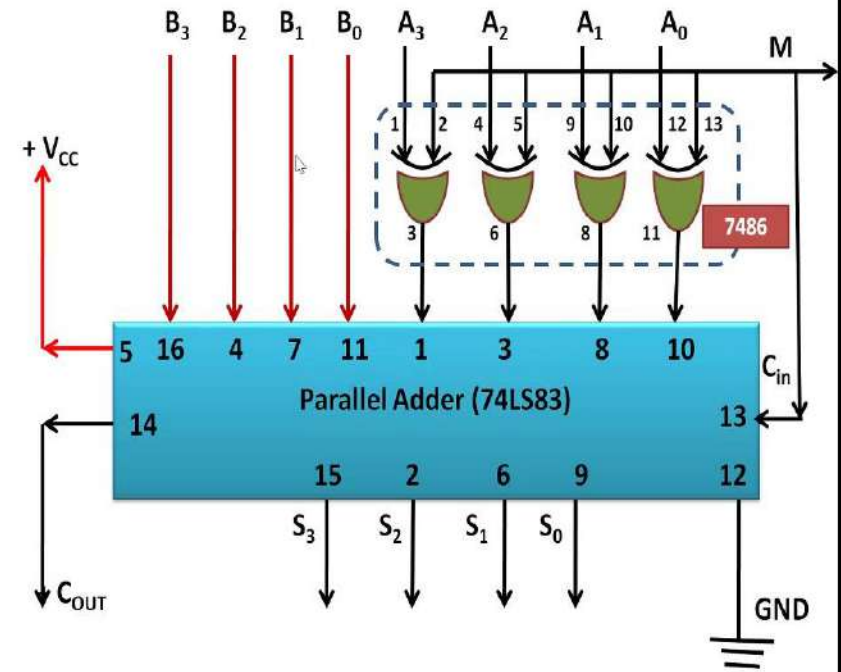 B3 B2 B1 B0 A3 A2 A1 A0 M
1 2 4 5 9 10 12 13
+ VCC
3 6 8 11 7486
5 16 4 7 11 1 3 8 10
Cin
Parallel Adder (74LS83)
14 13
15 2 6 9 12
S3 S2 S1 S0
COUT GND